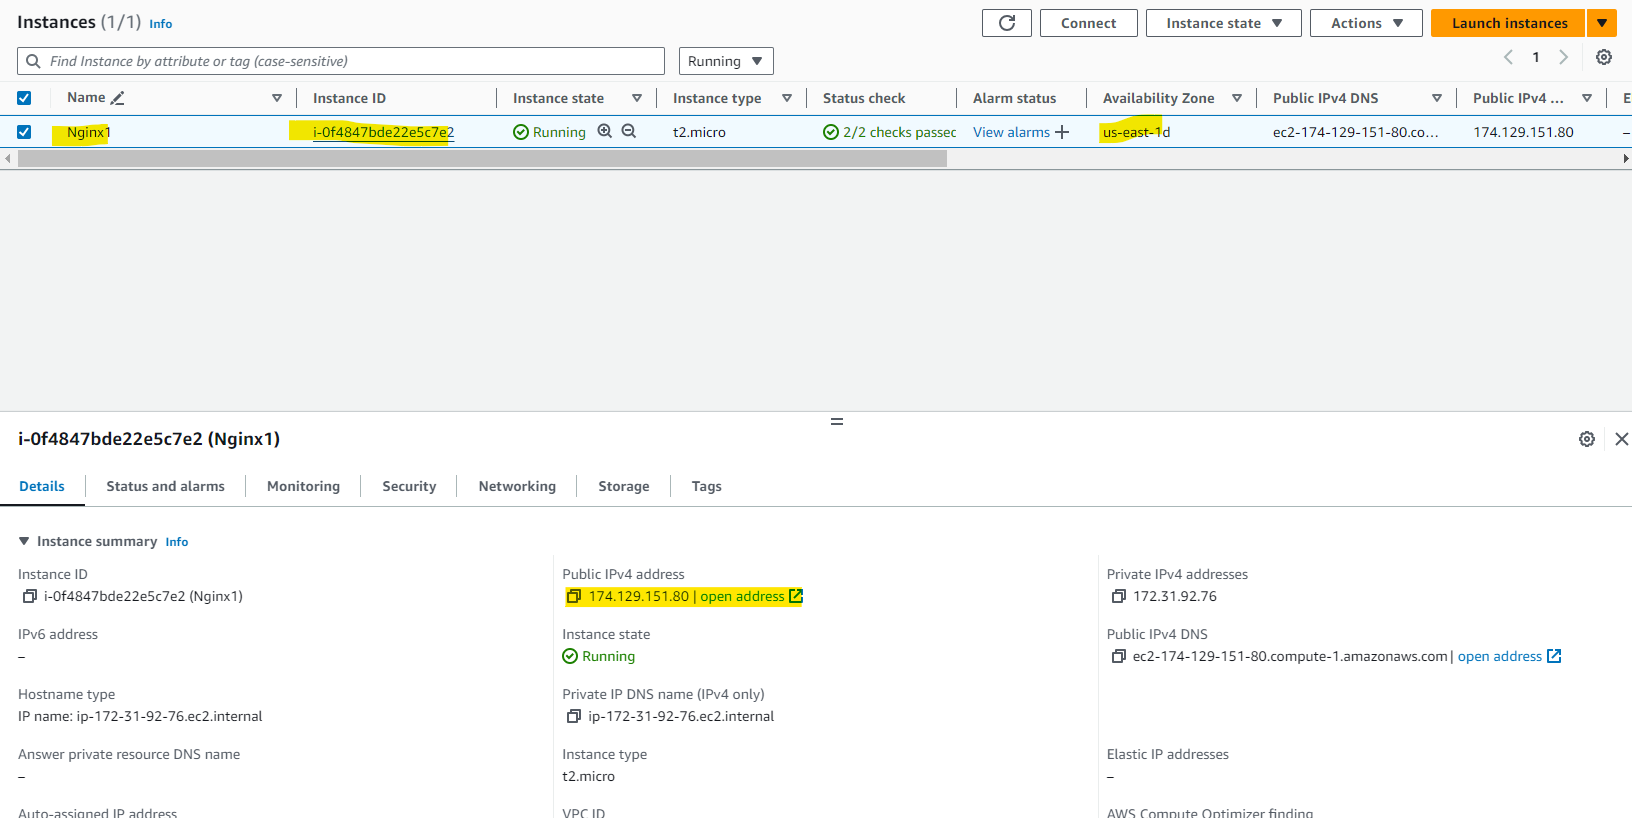 Instances (1/1) Info
Connect
Instance state
Actions
Launch instances
Find Instance by attribute or tag (case-sensitive)
Running
1
Name
Instance ID
Instance state
Instance type
Status check
Alarm status
Availability Zone
Public IPv4 DNS
Public IPv4 ...
E
Nginx1
i-0f4847bde22e5c7e2
Running
t2.micro
2/2 checks passec
View alarms +
us-east-1d
ec2-174-129-151-80.co...
174.129.151.80
–
i-0f4847bde22e5c7e2 (Nginx1)
Details
Status and alarms
Monitoring
Security
Networking
Storage
Tags
Instance summary Info
Instance ID
i-0f4847bde22e5c7e2 (Nginx1)
Public IPv4 address
174.129.151.80 | open address
Private IPv4 addresses
172.31.92.76
IPv6 address
–
Instance state
Running
Public IPv4 DNS
ec2-174-129-151-80.compute-1.amazonaws.com | open address
Hostname type
IP name: ip-172-31-92-76.ec2.internal
Private IP DNS name (IPv4 only)
ip-172-31-92-76.ec2.internal
Answer private resource DNS name
–
Instance type
t2.micro
Elastic IP addresses
–
Auto-assigned IP address
VPC ID
AWS Compute Optimizer finding